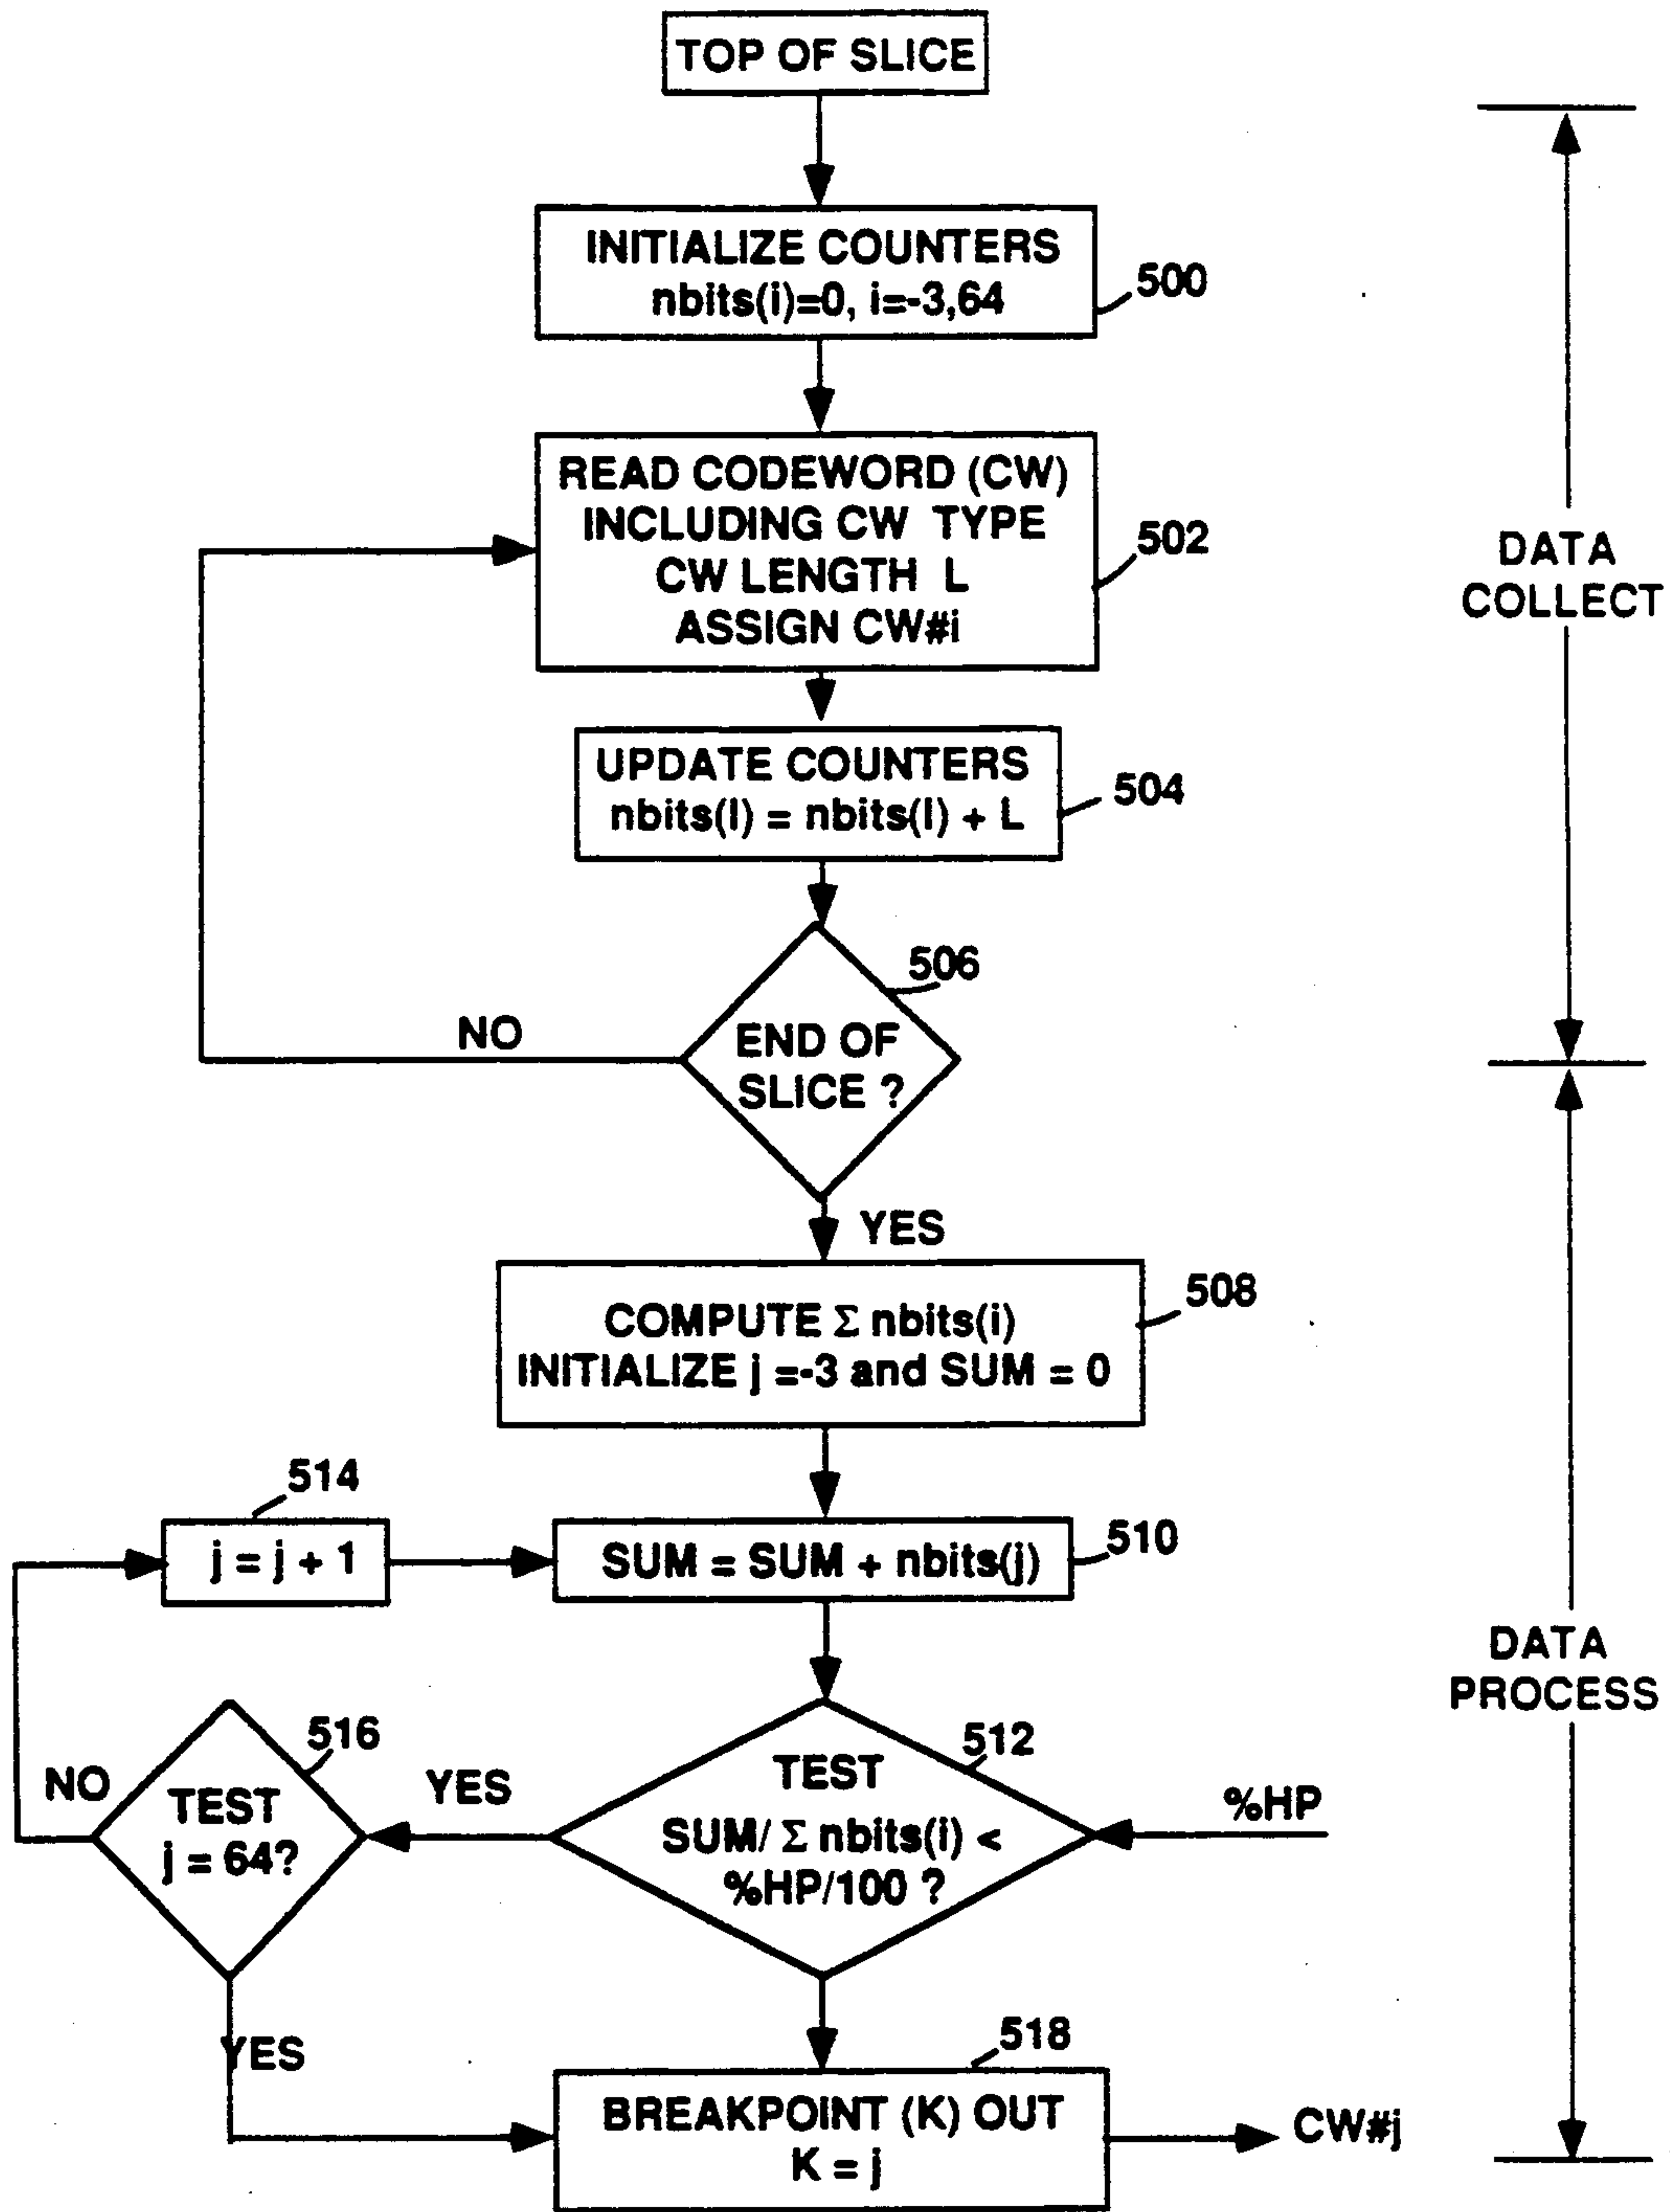 TOP OF SLICE
INITIALIZE COUNTERS
nbits(i)=0, i=-3,64
500
READ CODEWORD (CW)
INCLUDING CW TYPE
CW LENGTH L
ASSIGN CW#i
502
DATA
COLLECT
UPDATE COUNTERS
nbits(I) = nbits(I) + L
504
506
END OF
SLICE ?
NO
YES
COMPUTE Σ nbits(i)
INITIALIZE j =-3 and SUM = 0
508
514
j = j + 1
SUM = SUM + nbits(j)
510
DATA
PROCESS
516
TEST
j = 64?
NO
YES
512
TEST
SUM/ Σ nbits(i) <
%HP/100 ?
%HP
YES
518
BREAKPOINT (K) OUT
K = j
CW#j